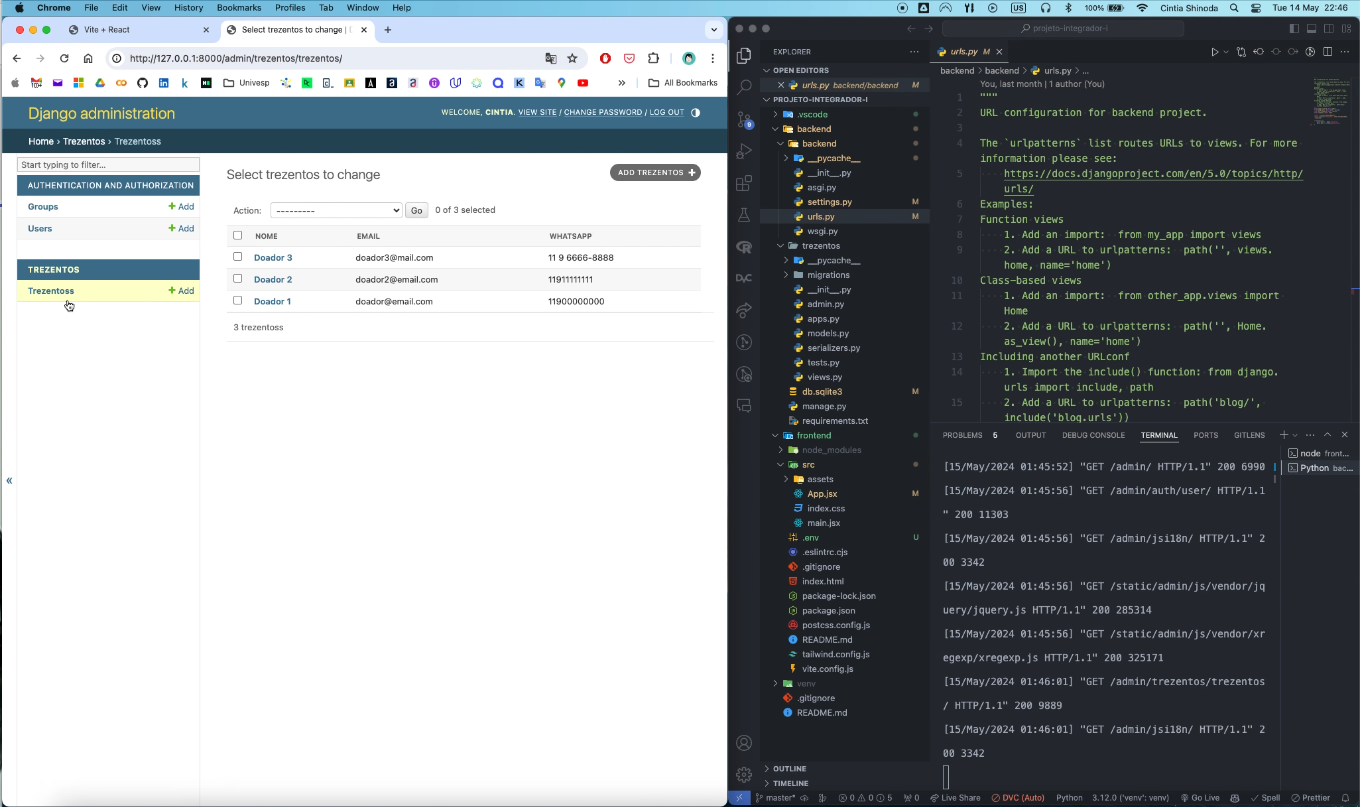 Chrome File Edit View History Bookmarks Profiles Tab Window Help US 100% Cintia Shinoda Tue 14 May 22:46
Vite + React
Select trezentos to change |
http://127.0.0.1:8000/admin/trezentos/trezentos/
Univesp
» All Bookmarks
Django administration
WELCOME, CINTIA. VIEW SITE / CHANGE PASSWORD / LOG OUT
Home › Trezentos › Trezentoss
Start typing to filter...
AUTHENTICATION AND AUTHORIZATION
Groups + Add
Users + Add
TREZENTOS
Trezentoss + Add
«
Select trezentos to change
ADD TREZENTOS +
Action: --------- Go 0 of 3 selected
NOME EMAIL WHATSAPP
Doador 3 doador3@mail.com 11 9 6666-8888
Doador 2 doador2@email.com 11911111111
Doador 1 doador@email.com 11900000000
3 trezentoss
projeto-integrador-i
EXPLORER
OPEN EDITORS
urls.py backend/backend M
PROJETO-INTEGRADOR-I
.vscode
backend
backend
__pycache__
__init__.py
asgi.py
settings.py M
urls.py M
wsgi.py
trezentos
__pycache__
migrations
__init__.py
admin.py
apps.py
models.py
serializers.py
tests.py
views.py
db.sqlite3 M
manage.py
requirements.txt
frontend
node_modules
src
assets
App.jsx M
index.css
main.jsx
.env U
.eslintrc.cjs
.gitignore
index.html
package-lock.json
package.json
postcss.config.js
README.md
tailwind.config.js
vite.config.js
venv
.gitignore
README.md
OUTLINE
TIMELINE
urls.py M
backend > backend > urls.py > ...
You, last month | 1 author (You)
1 """
2 URL configuration for backend project.
3
4 The `urlpatterns` list routes URLs to views. For more
information please see:
5 https://docs.djangoproject.com/en/5.0/topics/http/
urls/
6 Examples:
7 Function views
8 1. Add an import: from my_app import views
9 2. Add a URL to urlpatterns: path('', views.
home, name='home')
10 Class-based views
11 1. Add an import: from other_app.views import
Home
12 2. Add a URL to urlpatterns: path('', Home.
as_view(), name='home')
13 Including another URLconf
14 1. Import the include() function: from django.
urls import include, path
15 2. Add a URL to urlpatterns: path('blog/',
include('blog.urls'))
PROBLEMS 5 OUTPUT DEBUG CONSOLE TERMINAL PORTS GITLENS
node front...
Python bac...
[15/May/2024 01:45:52] "GET /admin/ HTTP/1.1" 200 6990
[15/May/2024 01:45:56] "GET /admin/auth/user/ HTTP/1.1
" 200 11303
[15/May/2024 01:45:56] "GET /admin/jsi18n/ HTTP/1.1" 2
00 3342
[15/May/2024 01:45:56] "GET /static/admin/js/vendor/jq
uery/jquery.js HTTP/1.1" 200 285314
[15/May/2024 01:45:56] "GET /static/admin/js/vendor/xr
egexp/xregexp.js HTTP/1.1" 200 325171
[15/May/2024 01:46:01] "GET /admin/trezentos/trezentos
/ HTTP/1.1" 200 9889
[15/May/2024 01:46:01] "GET /admin/jsi18n/ HTTP/1.1" 2
00 3342
master* 0 0 5 0 Live Share DVC (Auto) Python 3.12.0 ('venv': venv) Go Live Spell Prettier